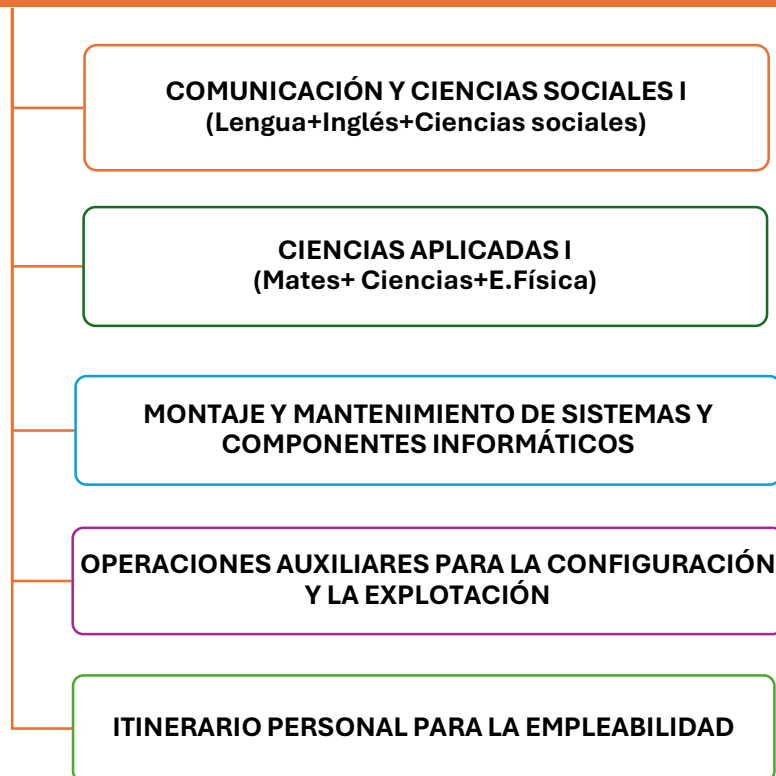 COMUNICACIÓN Y CIENCIAS SOCIALES I
(Lengua+Inglés+Ciencias sociales)
CIENCIAS APLICADAS I
(Mates+ Ciencias+E.Física)
MONTAJE Y MANTENIMIENTO DE SISTEMAS Y
COMPONENTES INFORMÁTICOS
OPERACIONES AUXILIARES PARA LA CONFIGURACIÓN
Y LA EXPLOTACIÓN
ITINERARIO PERSONAL PARA LA EMPLEABILIDAD